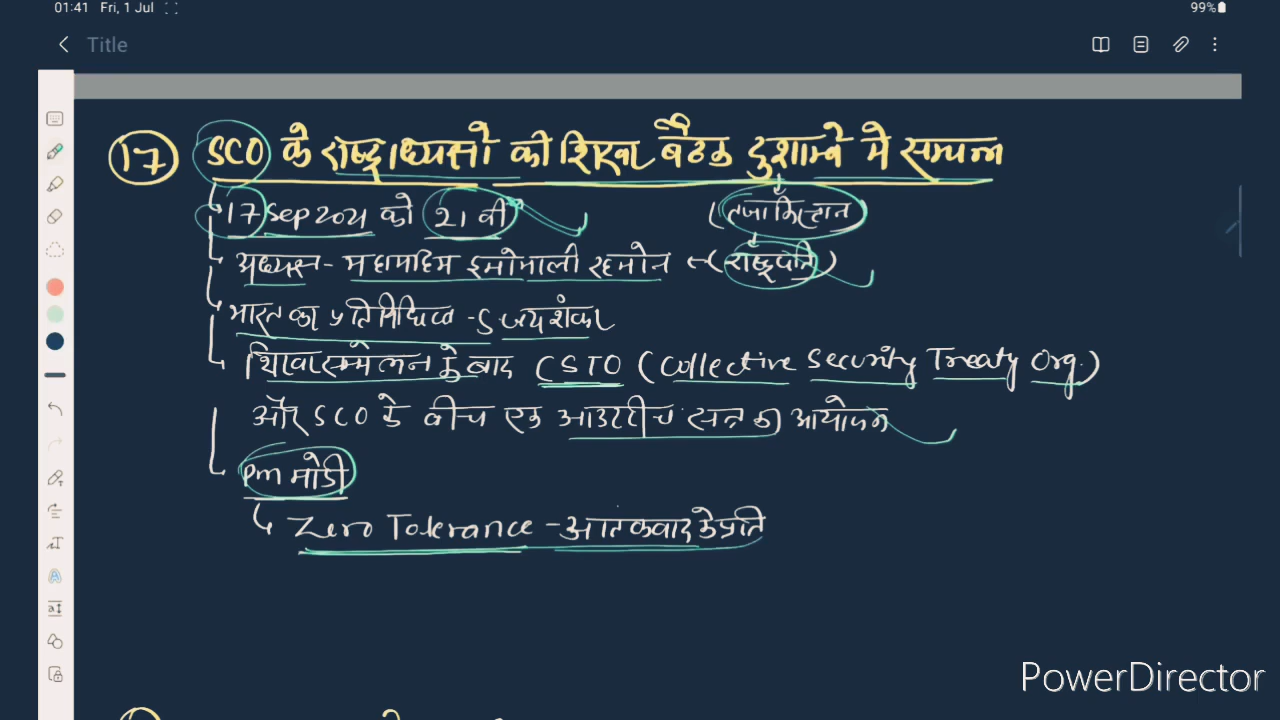 01:41 Fri, 1 Jul
99%
Title
17 SCO के राष्ट्राध्यक्षो की शिखर बैठक दुशाम्बे मे सम्पन्न
17 Sep 2021 को 21 वी (तजाकिस्तान
अध्यक्ष - महामहिम इमोमाली रहमोन ← (राष्ट्रपति)
भारत का प्रतिनिधित्व - S जयशंकर
शिखर सम्मेलन के बाद CSTO (Collective Security Treaty Org.)
और SCO के बीच एक आउटरीच सत्र का आयोजन
Pm मोदी
Zero Tolerance - आतंकवाद के प्रति
PowerDirector